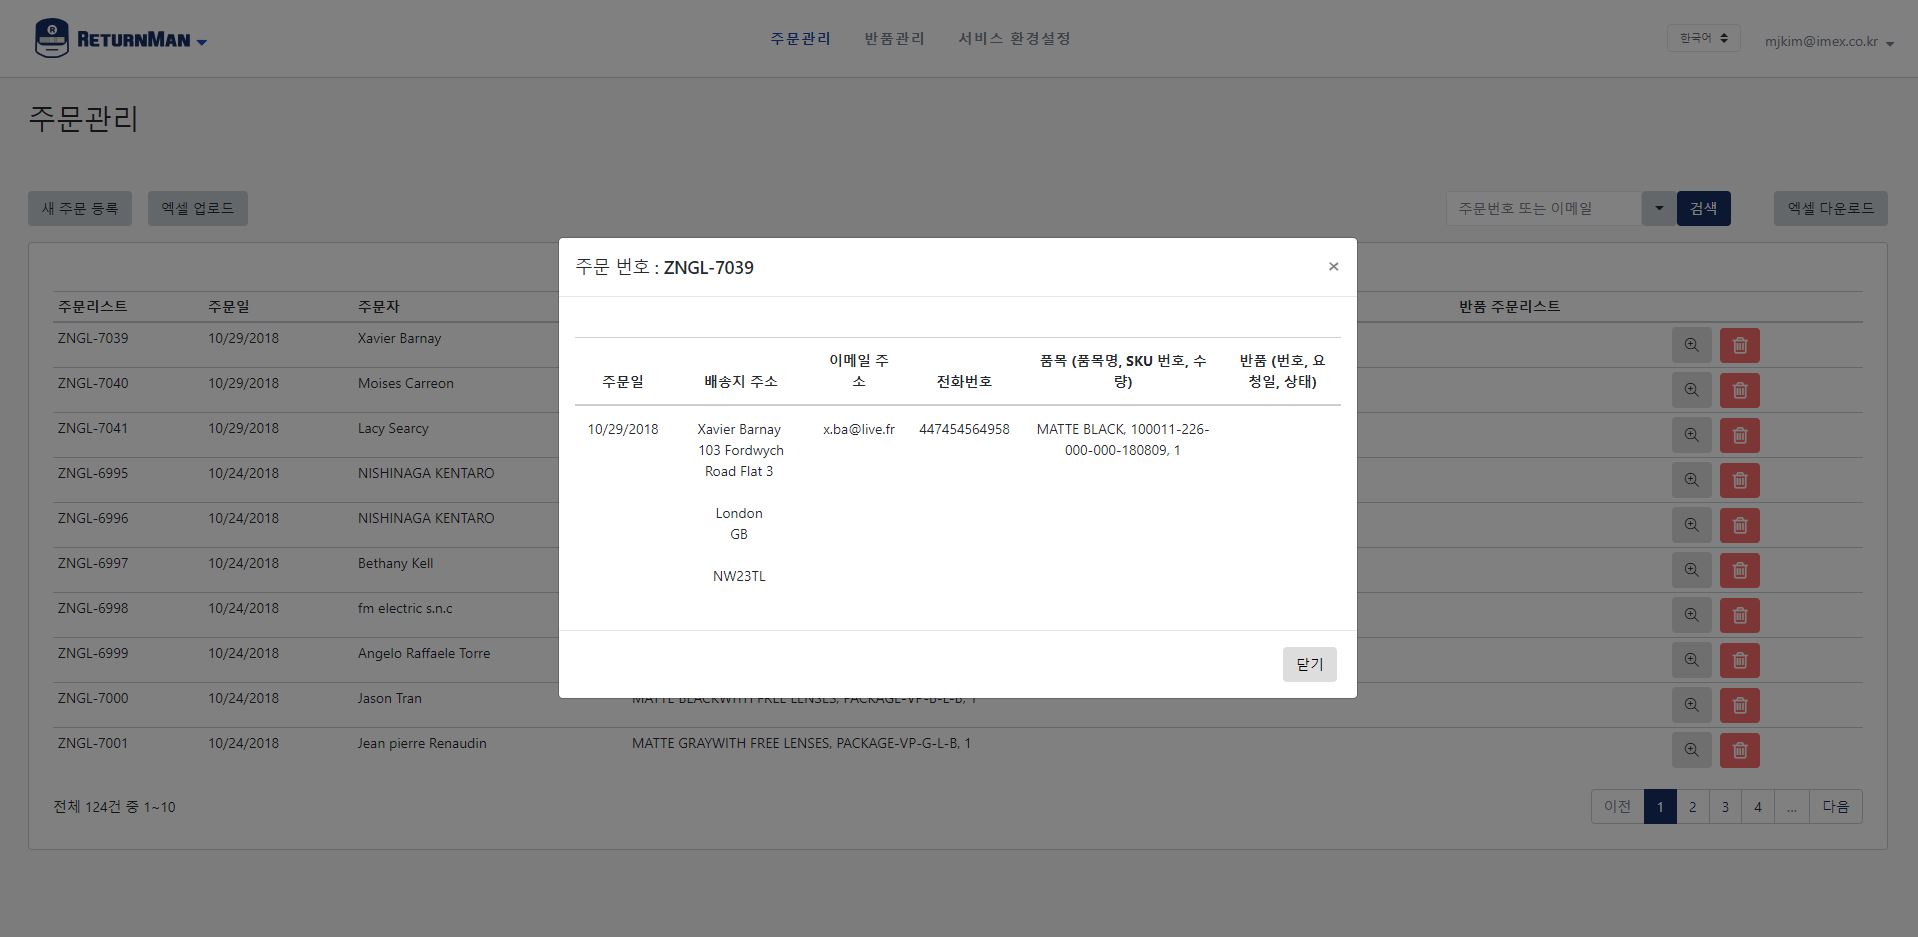 RETURNMAN
주문관리 반품관리 서비스 환경설정
한국어 mjkim@imex.co.kr
주문관리
새 주문 등록 엑셀 업로드 주문번호 또는 이메일 검색 엑셀 다운로드
주문 번호 : ZNGL-7039 ×
주문일 배송지 주소 이메일 주소 전화번호 품목 (품목명, SKU 번호, 수량) 반품 (번호, 요청일, 상태)
10/29/2018 Xavier Barnay x.ba@live.fr 447454564958 MATTE BLACK, 100011-226-
103 Fordwych 000-000-180809, 1
Road Flat 3
London
GB
NW23TL
닫기
주문리스트 주문일 주문자 반품 주문리스트
ZNGL-7039 10/29/2018 Xavier Barnay
ZNGL-7040 10/29/2018 Moises Carreon
ZNGL-7041 10/29/2018 Lacy Searcy
ZNGL-6995 10/24/2018 NISHINAGA KENTARO
ZNGL-6996 10/24/2018 NISHINAGA KENTARO
ZNGL-6997 10/24/2018 Bethany Kell
ZNGL-6998 10/24/2018 fm electric s.n.c
ZNGL-6999 10/24/2018 Angelo Raffaele Torre
ZNGL-7000 10/24/2018 Jason Tran MATTE BLACKWITH FREE LENSES, PACKAGE-VP-B-L-B, 1
ZNGL-7001 10/24/2018 Jean pierre Renaudin MATTE GRAYWITH FREE LENSES, PACKAGE-VP-G-L-B, 1
전체 124건 중 1~10 이전 1 2 3 4 ... 다음